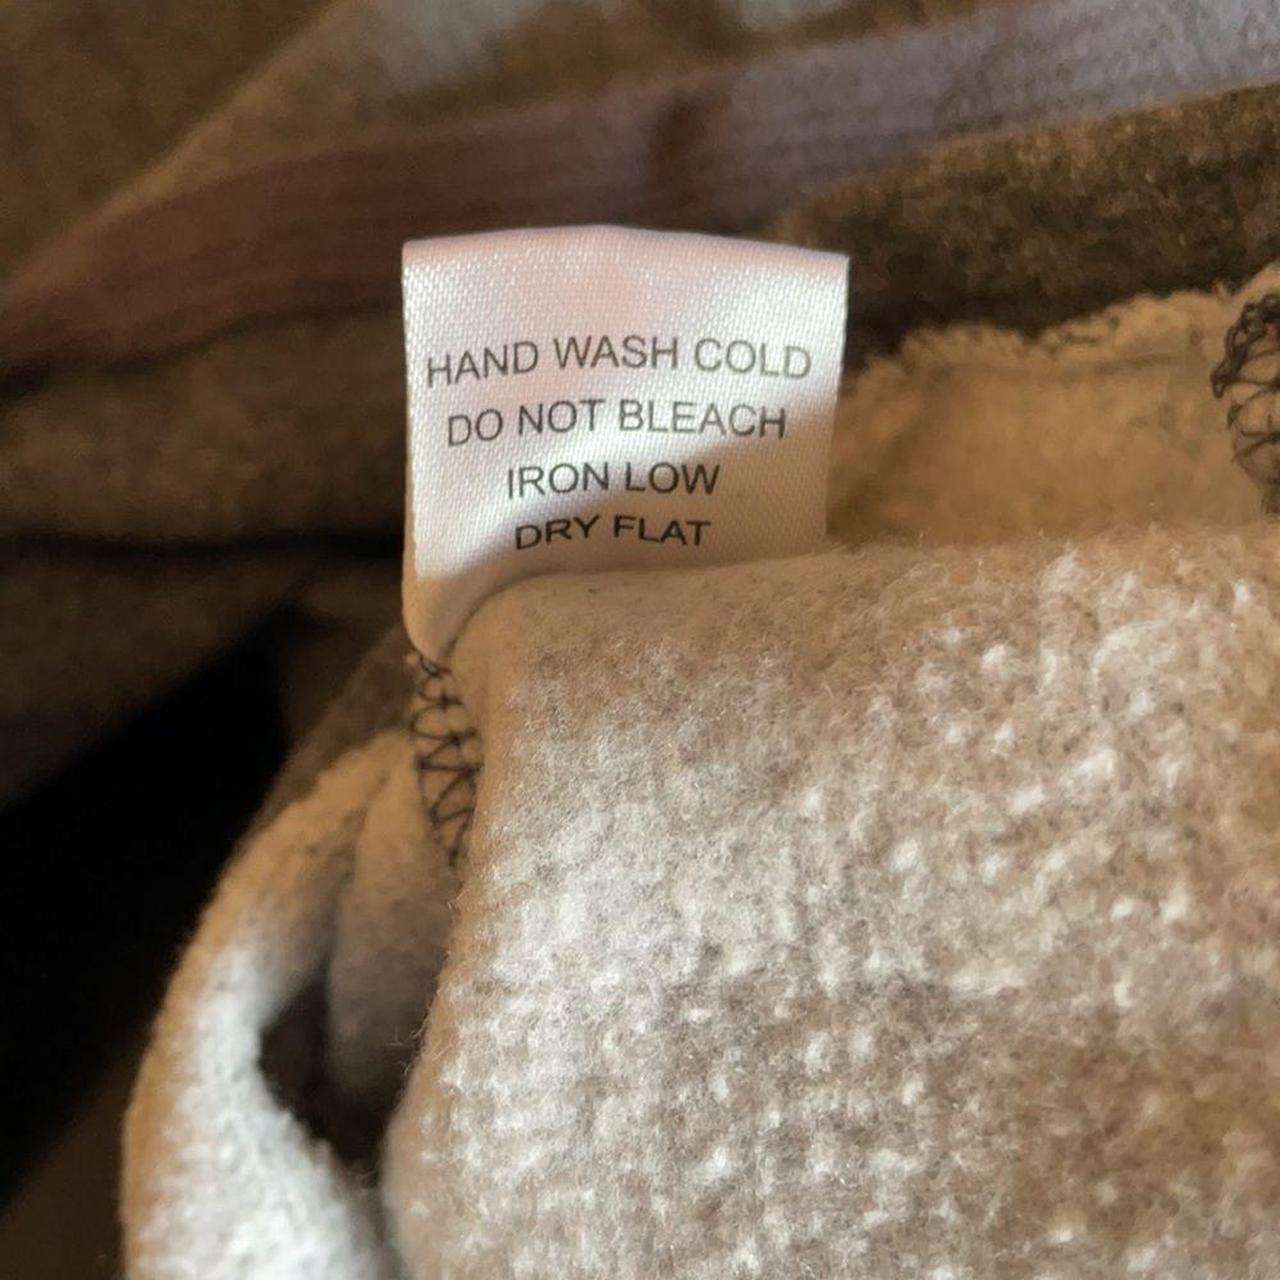 HAND WASH COLD
DO NOT BLEACH
IRON LOW
DRY FLAT